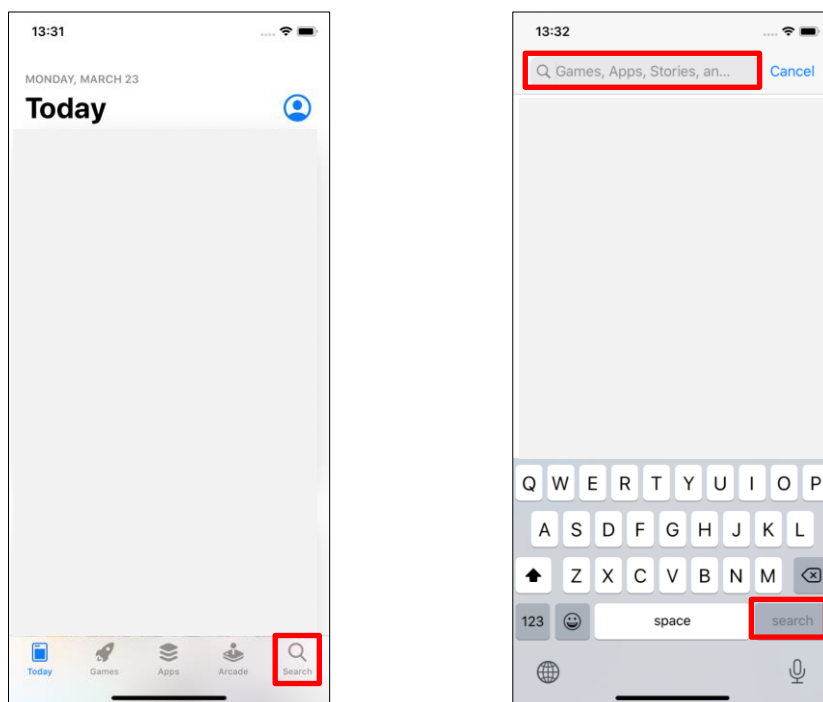 13:31
MONDAY, MARCH 23
Today
Today Games Apps Arcade Search
13:32
Games, Apps, Stories, an... Cancel
Q W E R T Y U I O P
A S D F G H J K L
Z X C V B N M
123 space search